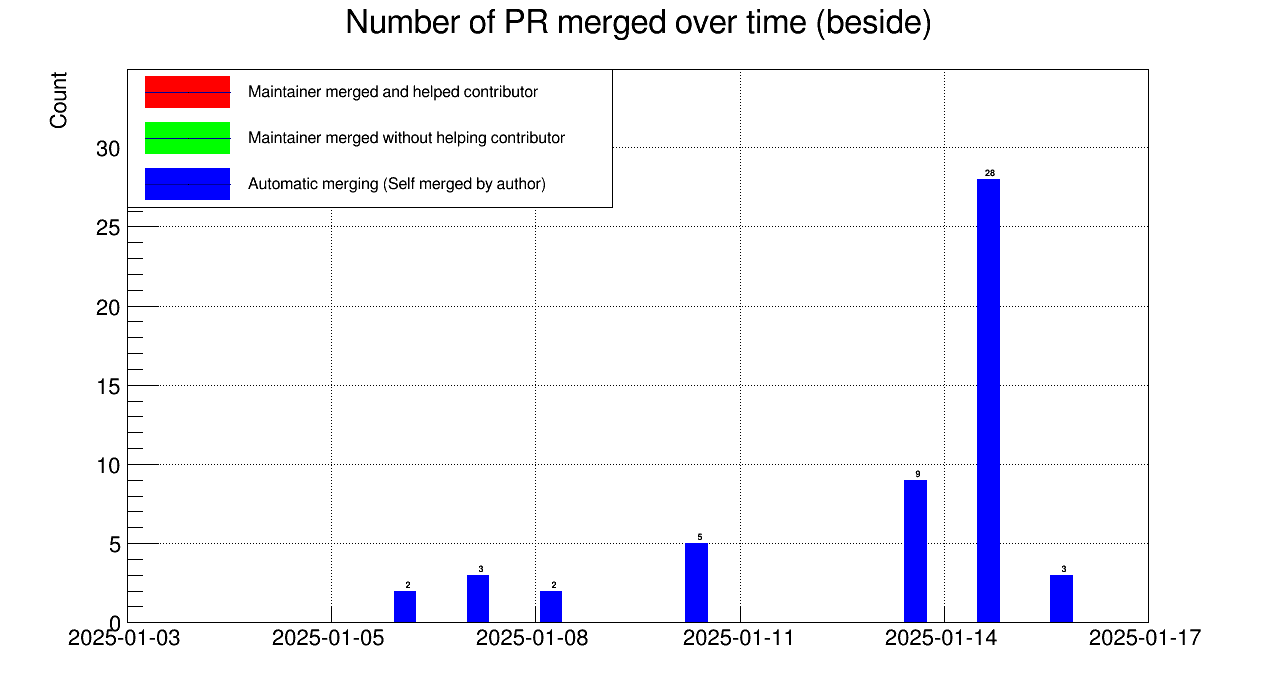 Number of PR merged over time (beside)
Count
Maintainer merged and helped contributor
Maintainer merged without helping contributor
Automatic merging (Self merged by author)
30
25
20
15
10
5
0
28
9
5
3
3
2
2
2025-01-03 2025-01-05 2025-01-08 2025-01-11 2025-01-14 2025-01-17